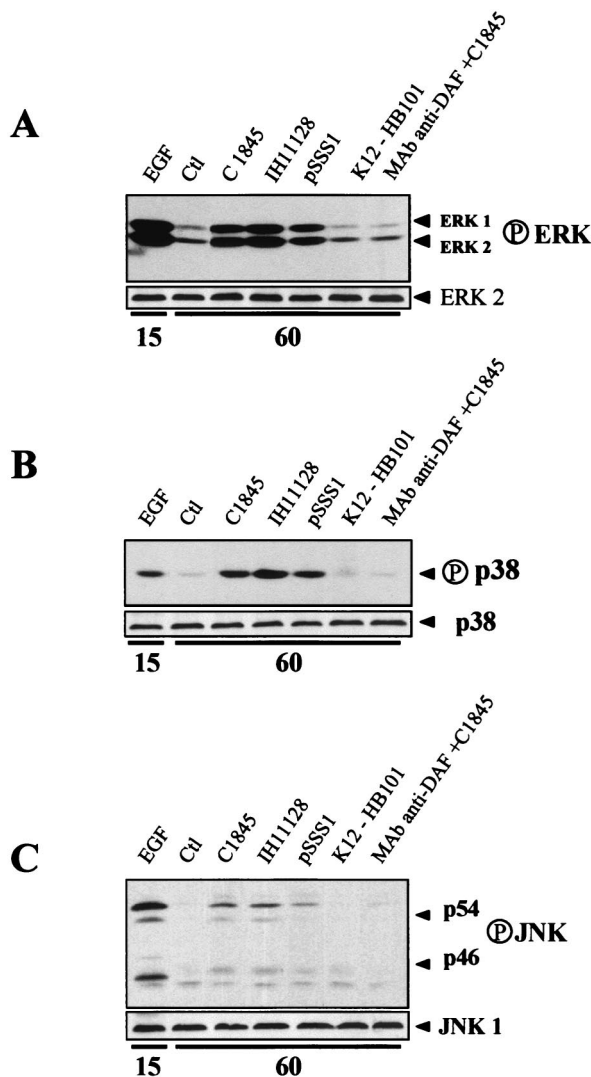 A
EGF
Ctl
C 1845
IH11128
pSSS1
K12 - HB101
MAb anti-DAF +C1845
ERK 1
ERK 2
Ⓟ ERK
ERK 2
15
60
B
EGF
Ctl
C1845
IH11128
pSSS1
K12 - HB101
MAb anti-DAF +C1845
Ⓟ p38
p38
15
60
C
EGF
Ctl
C1845
IH11128
pSSS1
K12 - HB101
MAb anti-DAF +C1845
p54
p46
Ⓟ JNK
JNK 1
15
60